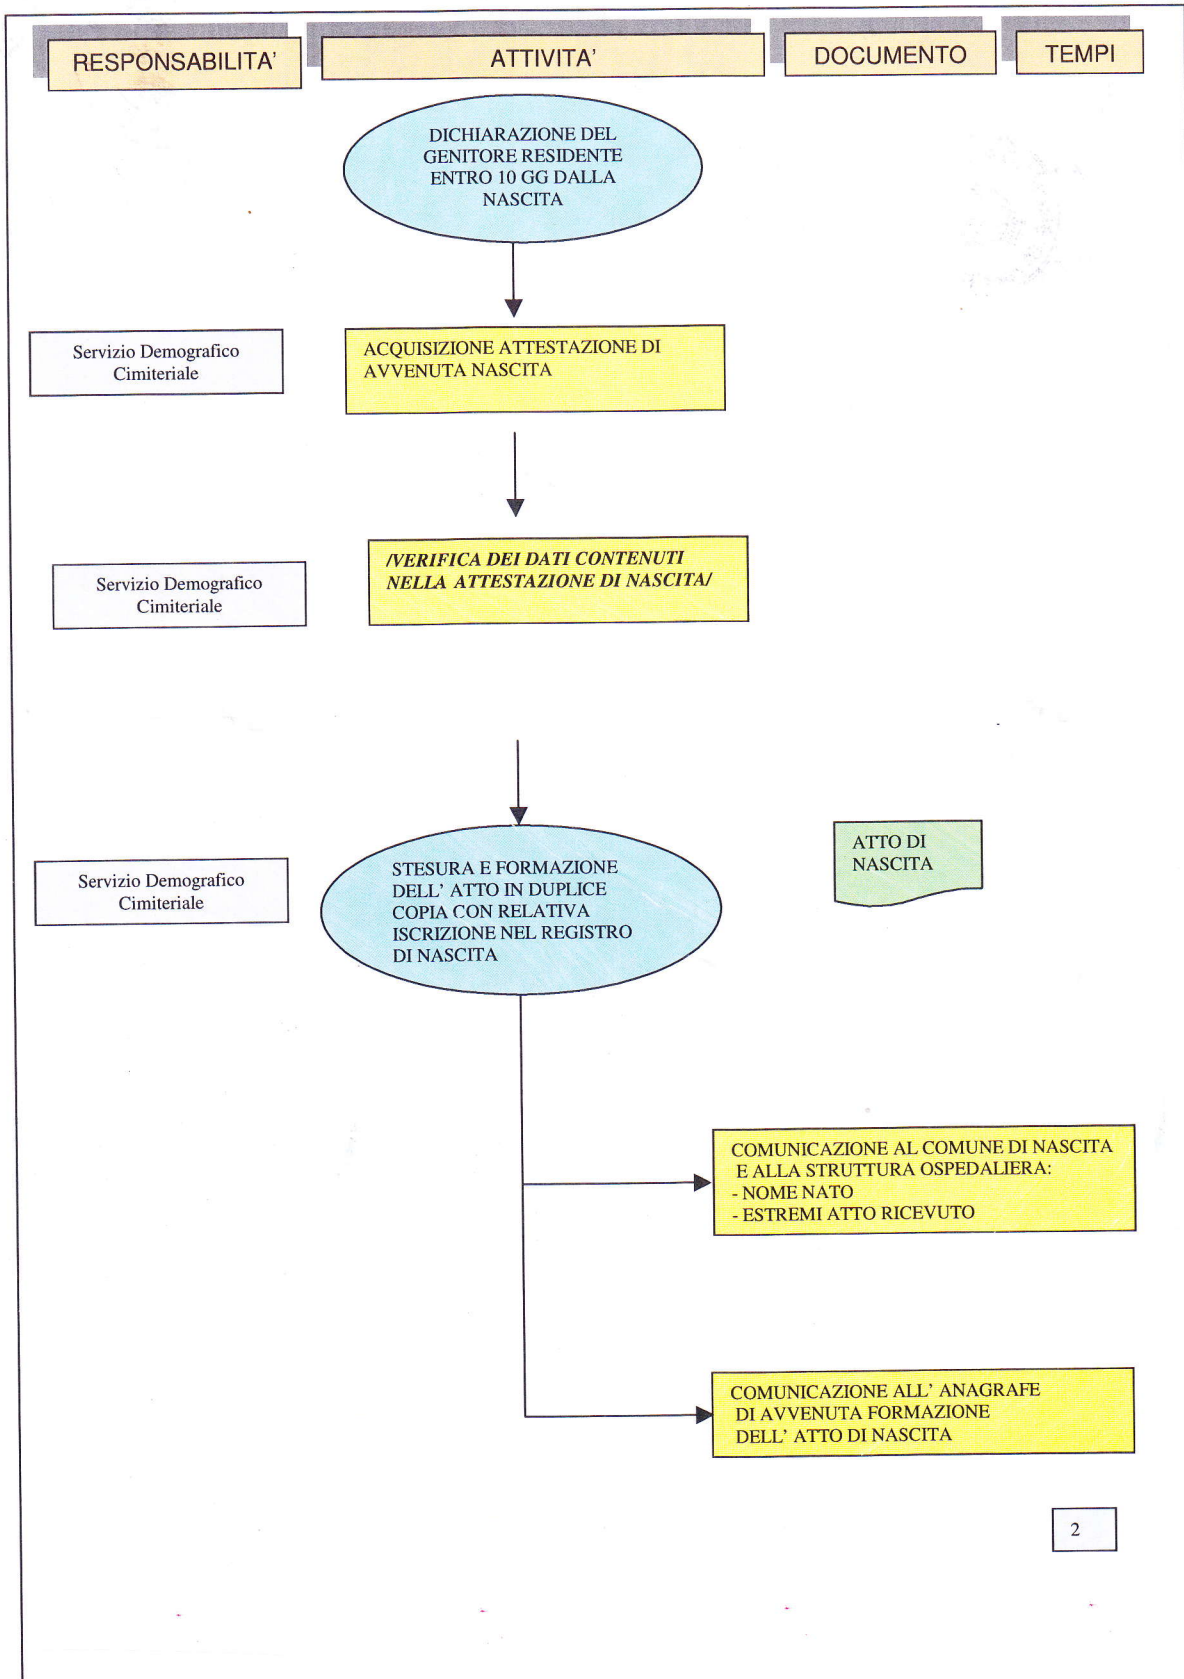 RESPONSABILITA'
ATTIVITA'
DOCUMENTO
TEMPI
DICHIARAZIONE DEL
GENITORE RESIDENTE
ENTRO 10 GG DALLA
NASCITA
Servizio Demografico
Cimiteriale
ACQUISIZIONE ATTESTAZIONE DI
AVVENUTA NASCITA
Servizio Demografico
Cimiteriale
/VERIFICA DEI DATI CONTENUTI
NELLA ATTESTAZIONE DI NASCITA/
Servizio Demografico
Cimiteriale
STESURA E FORMAZIONE
DELL' ATTO IN DUPLICE
COPIA CON RELATIVA
ISCRIZIONE NEL REGISTRO
DI NASCITA
ATTO DI
NASCITA
COMUNICAZIONE AL COMUNE DI NASCITA
E ALLA STRUTTURA OSPEDALIERA:
- NOME NATO
- ESTREMI ATTO RICEVUTO
COMUNICAZIONE ALL' ANAGRAFE
DI AVVENUTA FORMAZIONE
DELL' ATTO DI NASCITA
2